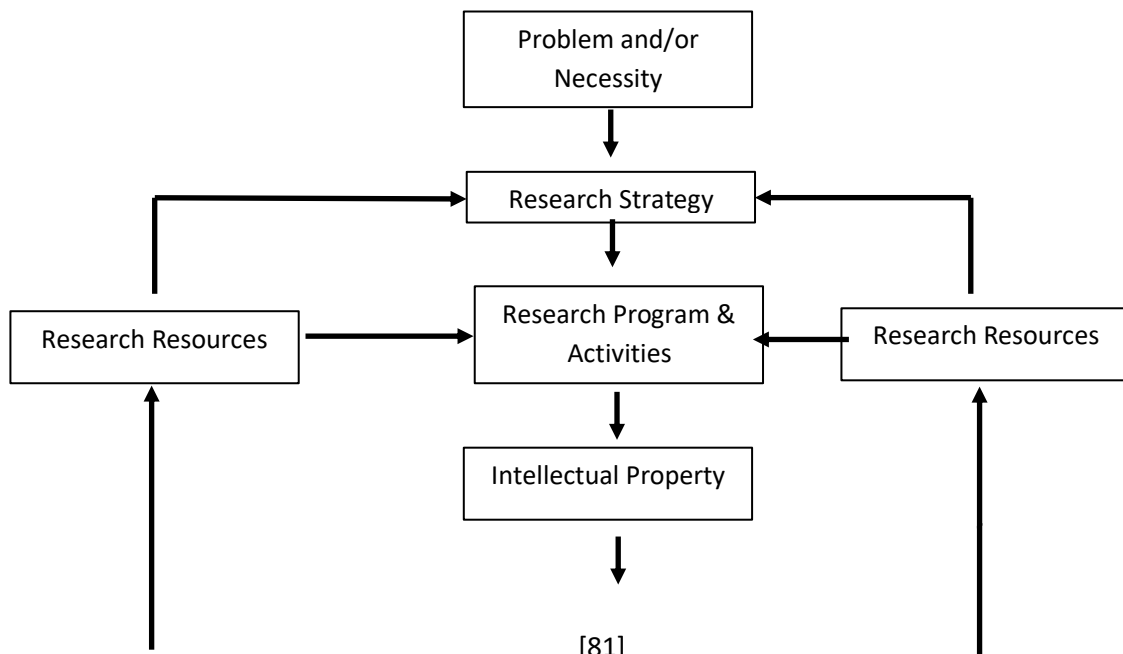 Problem and/or
Necessity
Research Strategy
Research Program &
Activities
Research Resources
Research Resources
Intellectual Property
[81]